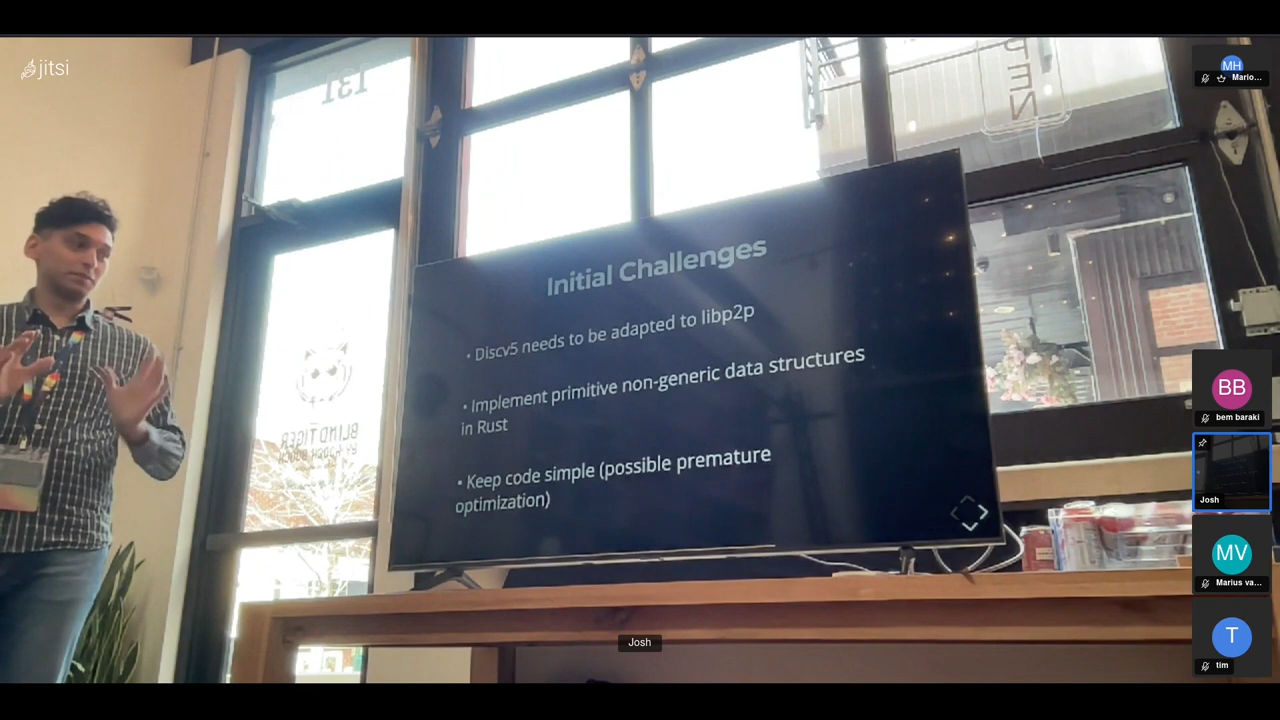 jitsi
131
OPEN
Initial Challenges
• Discv5 needs to be adapted to libp2p
• Implement primitive non-generic data structures
in Rust
• Keep code simple (possible premature
optimization)
BLIND TIGER
Josh
MH
Mario...
BB
bem baraki
Josh
MV
Marius va...
T
tim